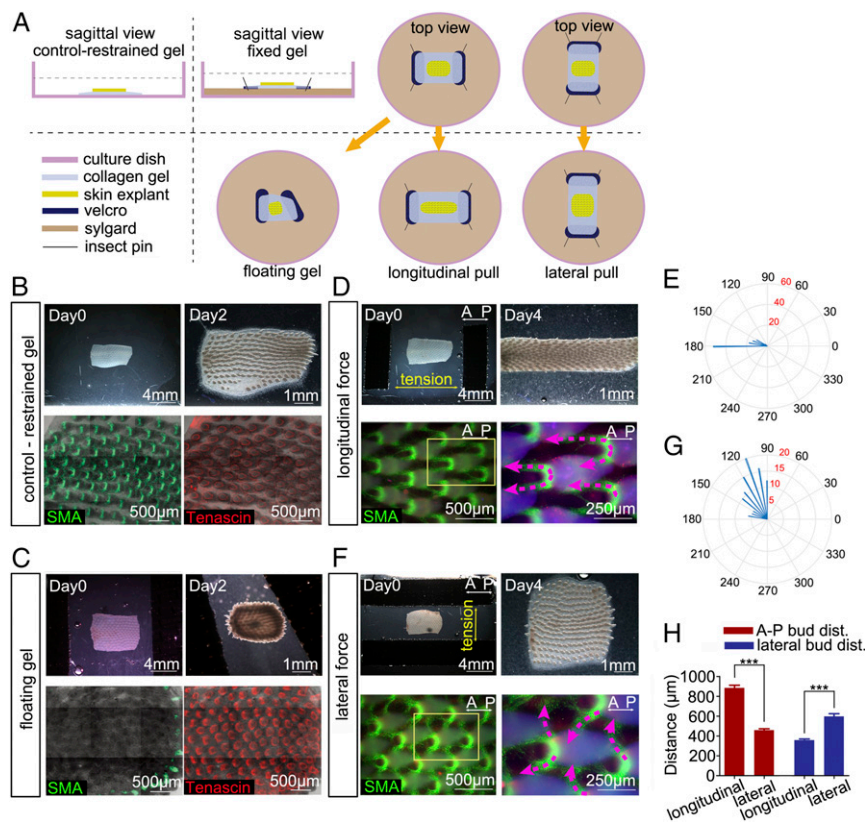 A
sagittal view
control-restrained gel
sagittal view
fixed gel
top view
top view
culture dish
collagen gel
skin explant
velcro
sylgard
insect pin
floating gel
longitudinal pull
lateral pull
B
control - restrained gel
Day0
4mm
Day2
1mm
SMA
500µm
Tenascin
500µm
C
floating gel
Day0
4mm
Day2
1mm
SMA
500µm
Tenascin
500µm
D
longitudinal force
Day0
A P
tension
4mm
Day4
1mm
A P
SMA
500µm
A P
250µm
F
lateral force
Day0
A P
tension
4mm
Day4
1mm
A P
SMA
500µm
A P
250µm
E
90
60
120
60
40
20
150
30
180
0
210
330
240
300
270
G
90
20
120
60
15
10
5
150
30
180
0
210
330
240
300
270
H
A-P bud dist.
lateral bud dist.
Distance (µm)
1000
800
600
400
200
0
***
***
longitudinal
lateral
longitudinal
lateral